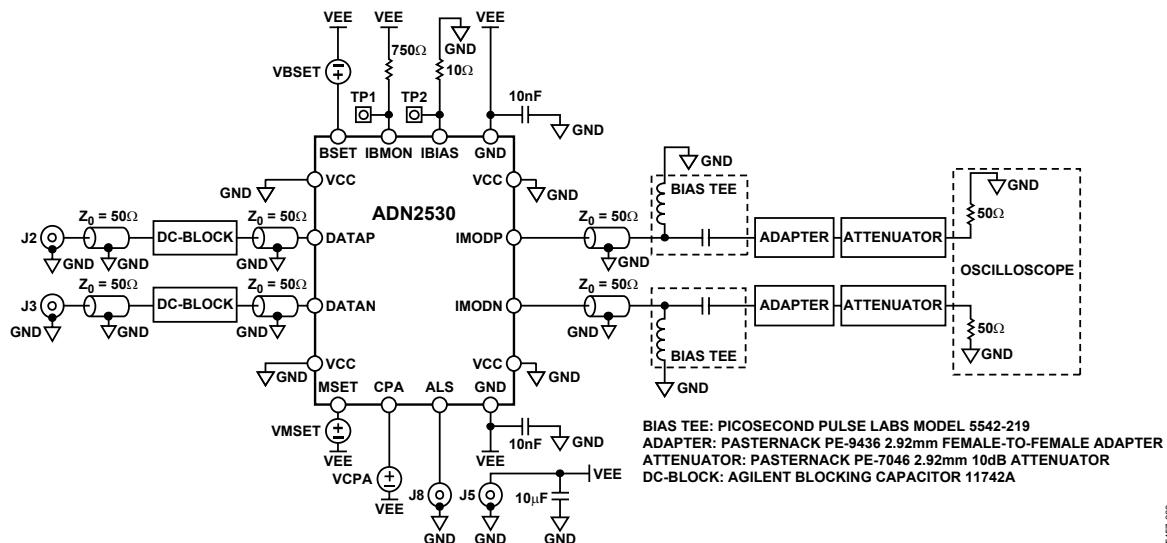 VEE VEE VEE
GND
750Ω 10Ω
VBSET
TP1 TP2 10nF
GND
BSET IBMON IBIAS GND
GND VCC VCC GND
ADN2530
GND
BIAS TEE
GND
Z0 = 50Ω Z0 = 50Ω Z0 = 50Ω
J2 DC-BLOCK DATAP IMODP ADAPTER ATTENUATOR 50Ω
GND GND GND GND
OSCILLOSCOPE
Z0 = 50Ω Z0 = 50Ω Z0 = 50Ω
J3 DC-BLOCK DATAN IMODN ADAPTER ATTENUATOR 50Ω
GND GND GND GND
BIAS TEE
GND
GND VCC VCC GND
GND
MSET CPA ALS GND
VMSET
VEE
10nF
GND
VEE
VCPA
VEE
J8 J5 10µF VEE
GND GND GND
BIAS TEE: PICOSECOND PULSE LABS MODEL 5542-219
ADAPTER: PASTERNACK PE-9436 2.92mm FEMALE-TO-FEMALE ADAPTER
ATTENUATOR: PASTERNACK PE-7046 2.92mm 10dB ATTENUATOR
DC-BLOCK: AGILENT BLOCKING CAPACITOR 11742A